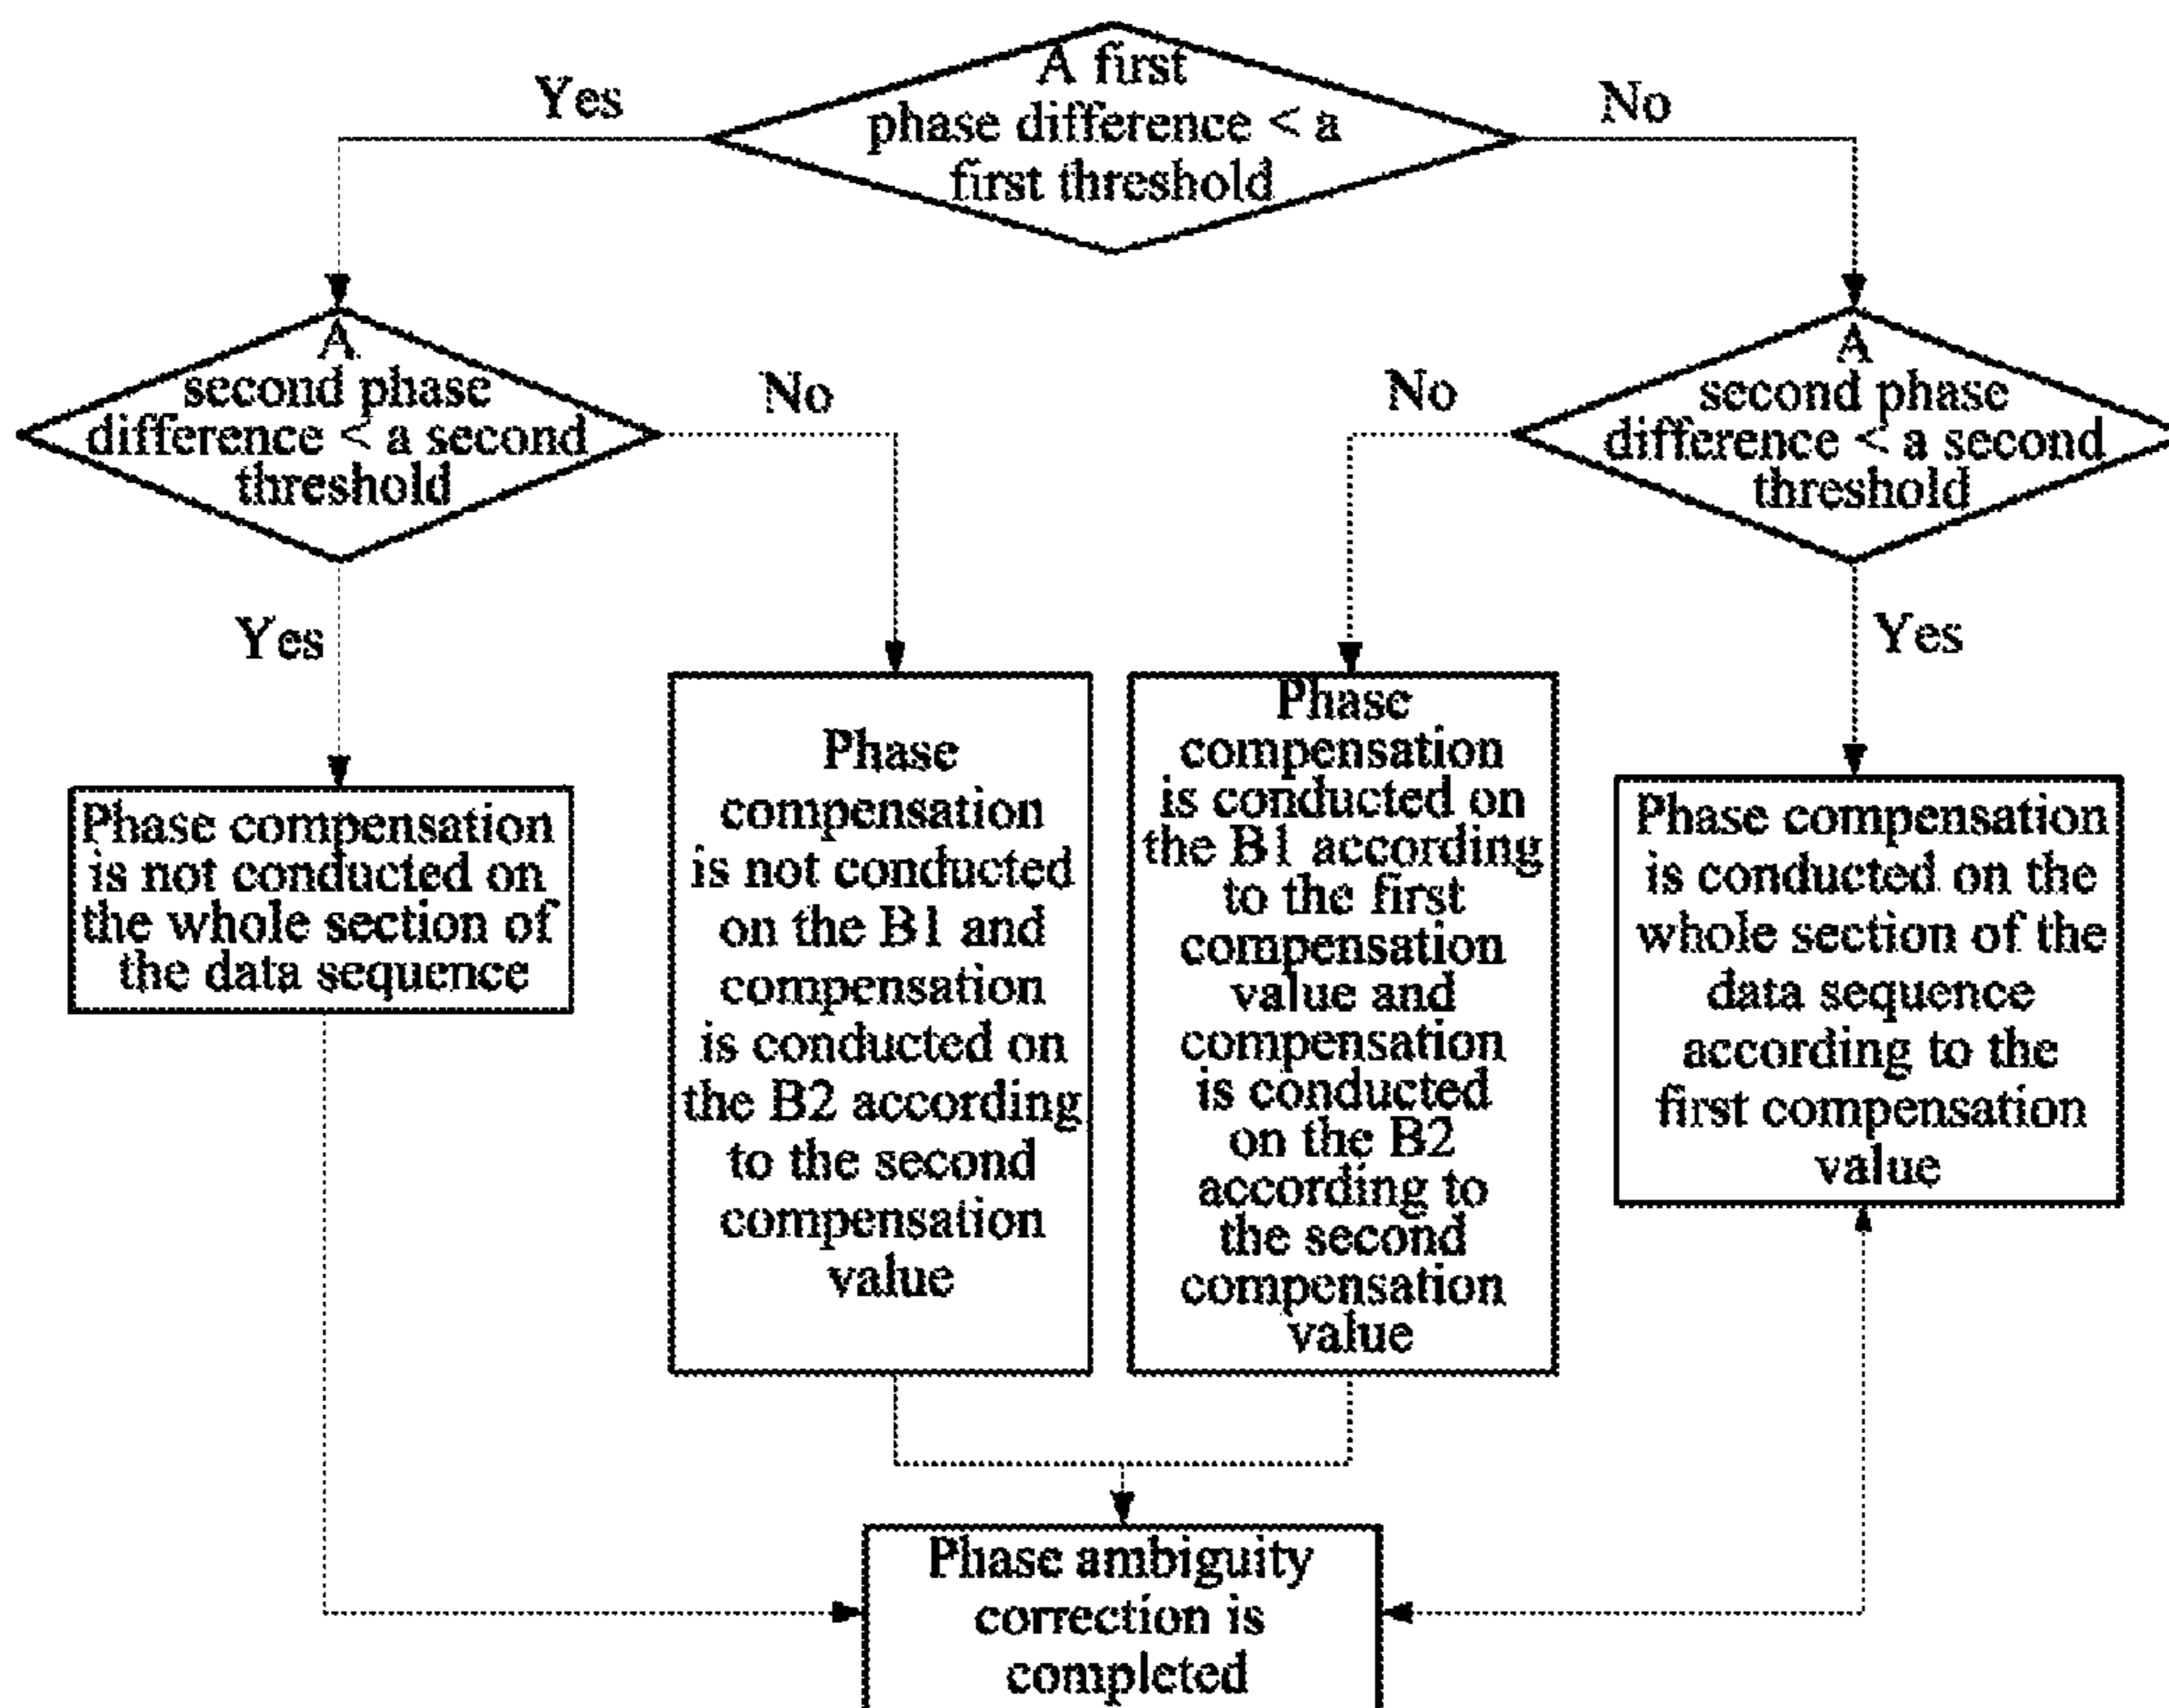 A first
phase difference < a
first threshold
Yes
No
A
second phase
difference < a second
threshold
No
Yes
A
second phase
difference < a second
threshold
No
Yes
Phase compensation
is not conducted on
the whole section of
the data sequence
Phase
compensation
is not conducted
on the B1 and
compensation
is conducted on
the B2 according
to the second
compensation
value
Phase
compensation
is conducted on
the B1 according
to the first
compensation
value and
compensation
is conducted
on the B2
according to
the second
compensation
value
Phase compensation
is conducted on the
whole section of the
data sequence
according to the
first compensation
value
Phase ambiguity
correction is
completed